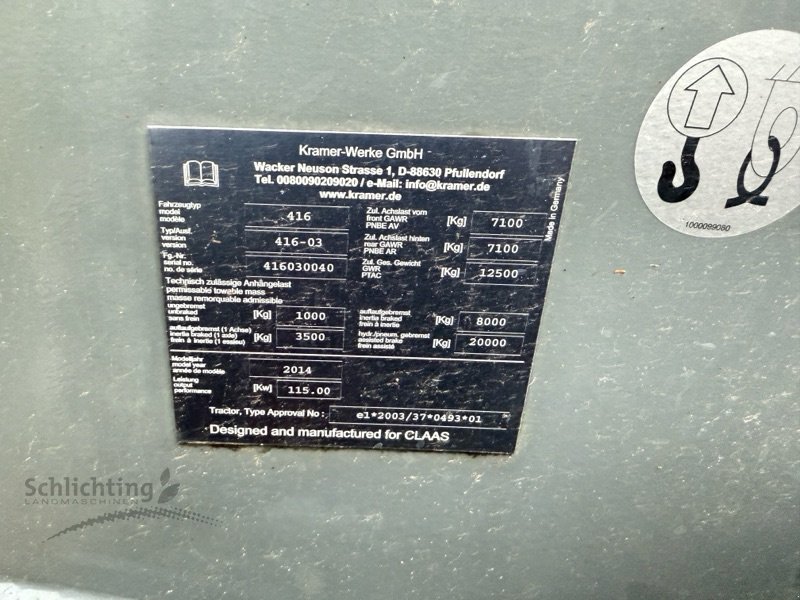 Kramer-Werke GmbH
Wacker Neuson Strasse 1, D-88630 Pfullendorf
Tel. 0080090209020 / e-Mail: info@kramer.de
www.kramer.de
Fahrzeugtyp
model
modèle
416
Typ/Ausf.
version
version
416-03
Fg.-Nr.
serial no.
no. de série
416030040
Zul. Achslast vorn
front GAWR
PNBE AV
[Kg]
7100
Zul. Achslast hinten
rear GAWR
PNBE AR
[Kg]
7100
Zul. Ges. Gewicht
GWR
PTAC
[Kg]
12500
Made in Germany
Technisch zulässige Anhängelast
permissable towable mass
masse remorquable admissible
ungebremst
unbraked
sans frein
[Kg]
1000
auflaufgebremst (1 Achse)
inertie braked (1 axle)
frein à inertie (1 essieu)
[Kg]
3500
auflaufgebremst
inertie braked
frein à inertie
[Kg]
8000
hydr./pneum. gebremst
assisted brake
frein assisté
[Kg]
20000
Modelljahr
model year
année de modèle
2014
Leistung
output
performance
[Kw]
115.00
Tractor, Type Approval No :
e1*2003/37*0493*01
Designed and manufactured for CLAAS
1000099080
Schlichting
LANDMASCHINEN